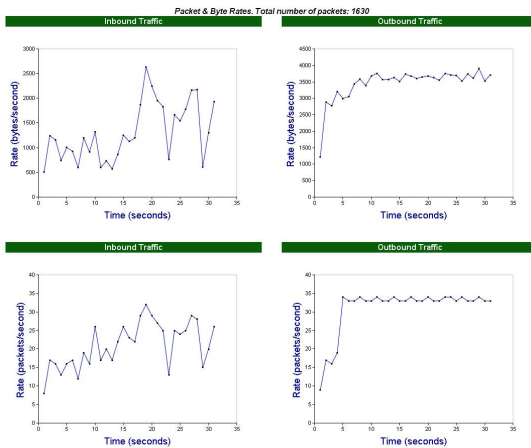 Packet & Byte Rates. Total number of packets: 1630
Inbound Traffic
Rate (bytes/second)
3000
2500
2000
1500
1000
500
0
0 5 10 15 20 25 30 35
Time (seconds)
Outbound Traffic
Rate (bytes/second)
4500
4000
3500
3000
2500
2000
1500
1000
500
0
0 5 10 15 20 25 30 35
Time (seconds)
Inbound Traffic
Rate (packets/second)
40
35
30
25
20
15
10
5
0
0 5 10 15 20 25 30 35
Time (seconds)
Outbound Traffic
Rate (packets/second)
40
35
30
25
20
15
10
5
0
0 5 10 15 20 25 30 35
Time (seconds)